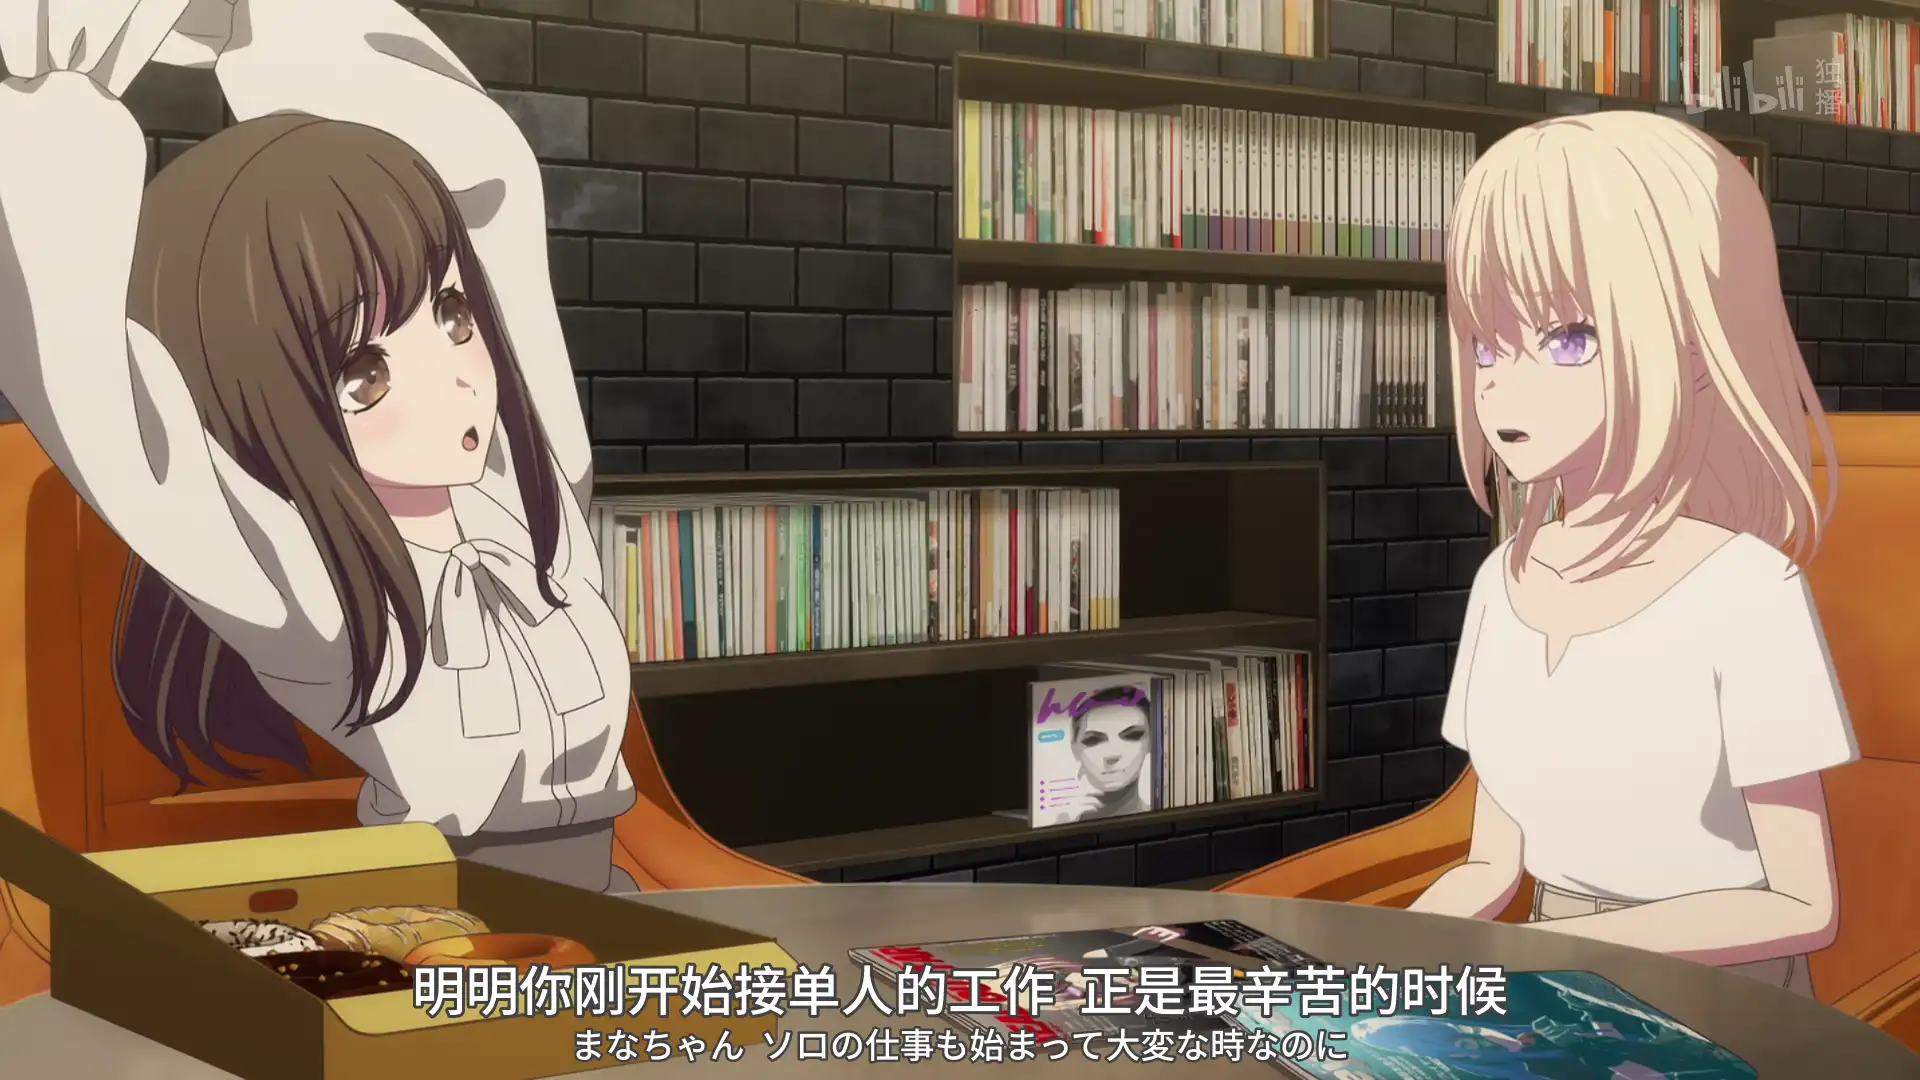 bilibili 独播
hair
明明你刚开始接单人的工作 正是最辛苦的时候
まなちゃん ソロの仕事も始まって大変な時なのに